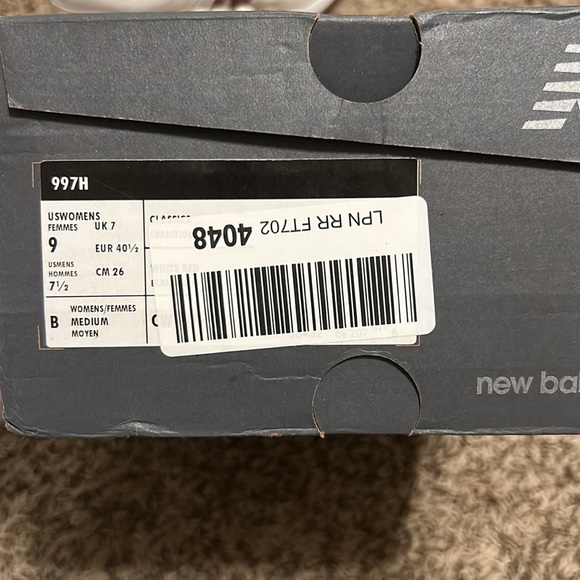 997H
USWOMENS
FEMMES
9
UK 7
EUR 40½
USMENS
HOMMES
7½
CM 26
B
WOMENS/FEMMES
MEDIUM
MOYEN
CLASSICS
LPN RR FT702 4048
new bal